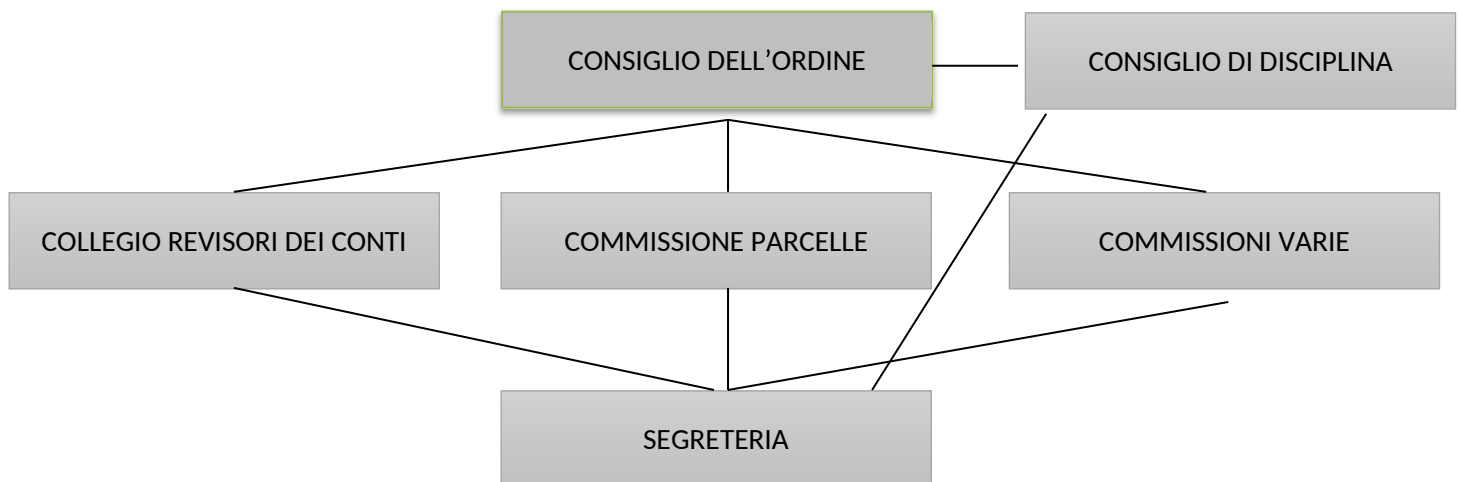 CONSIGLIO DELL’ORDINE
CONSIGLIO DI DISCIPLINA
COLLEGIO REVISORI DEI CONTI
COMMISSIONE PARCELLE
COMMISSIONI VARIE
SEGRETERIA